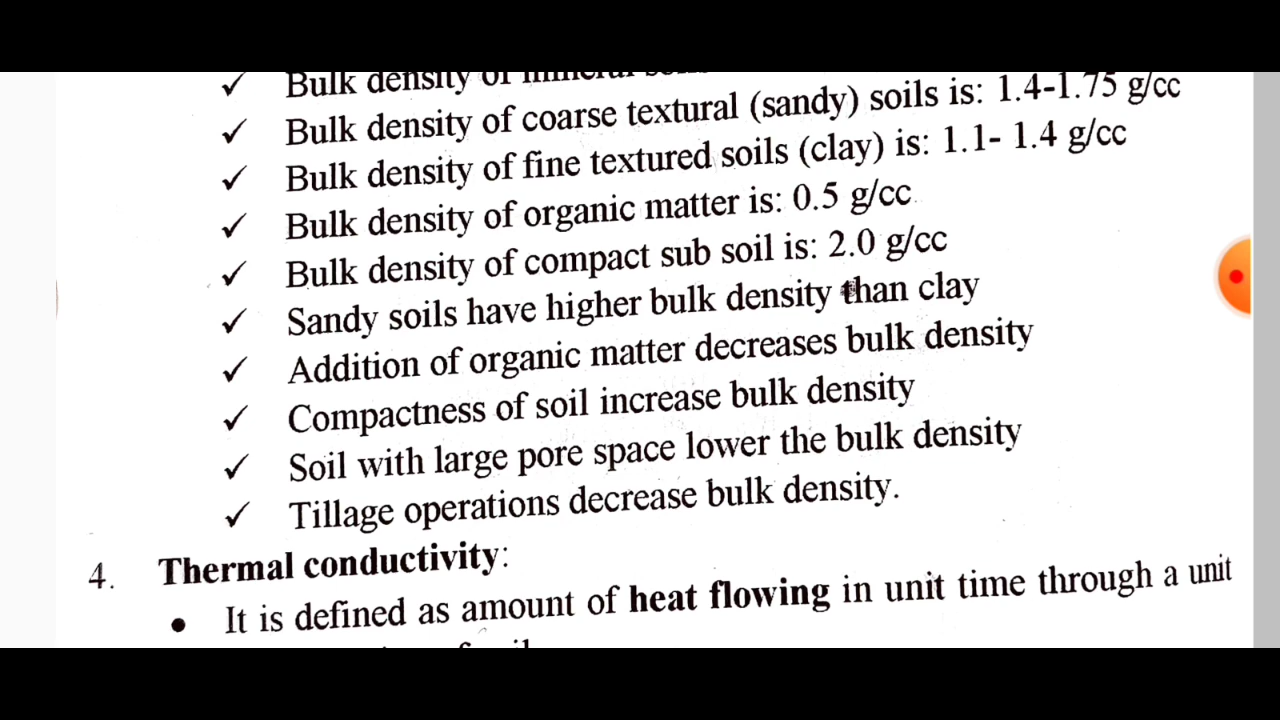 ✓ Bulk density of mineral
✓ Bulk density of coarse textural (sandy) soils is: 1.4-1.75 g/cc
✓ Bulk density of fine textured soils (clay) is: 1.1- 1.4 g/cc
✓ Bulk density of organic matter is: 0.5 g/cc
✓ Bulk density of compact sub soil is: 2.0 g/cc
✓ Sandy soils have higher bulk density than clay
✓ Addition of organic matter decreases bulk density
✓ Compactness of soil increase bulk density
✓ Soil with large pore space lower the bulk density
✓ Tillage operations decrease bulk density.
4. Thermal conductivity:
• It is defined as amount of heat flowing in unit time through a unit